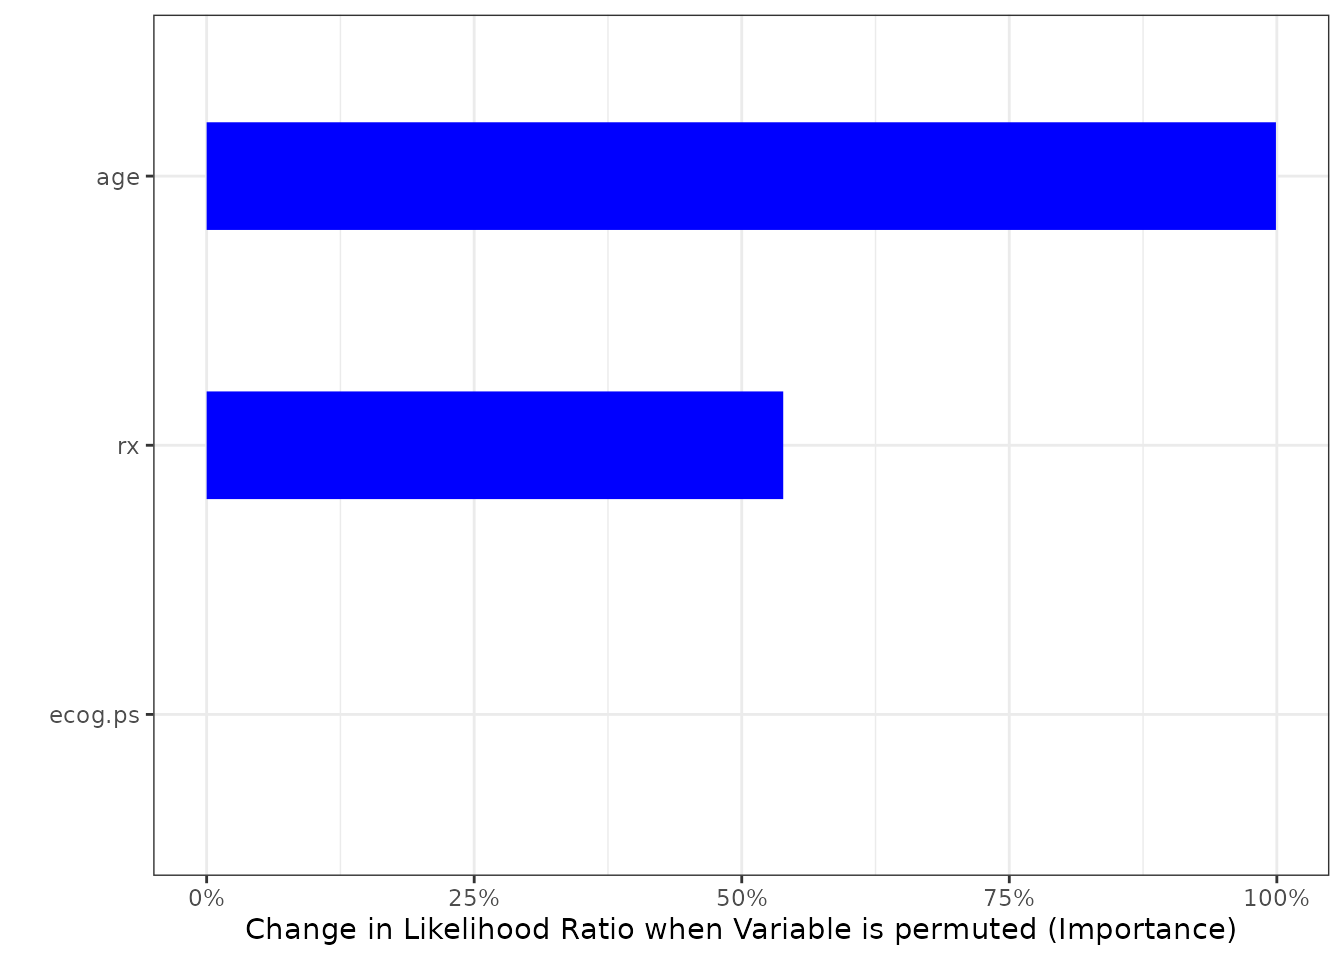 age
rx
ecog.ps
0% 25% 50% 75% 100%
Change in Likelihood Ratio when Variable is permuted (Importance)